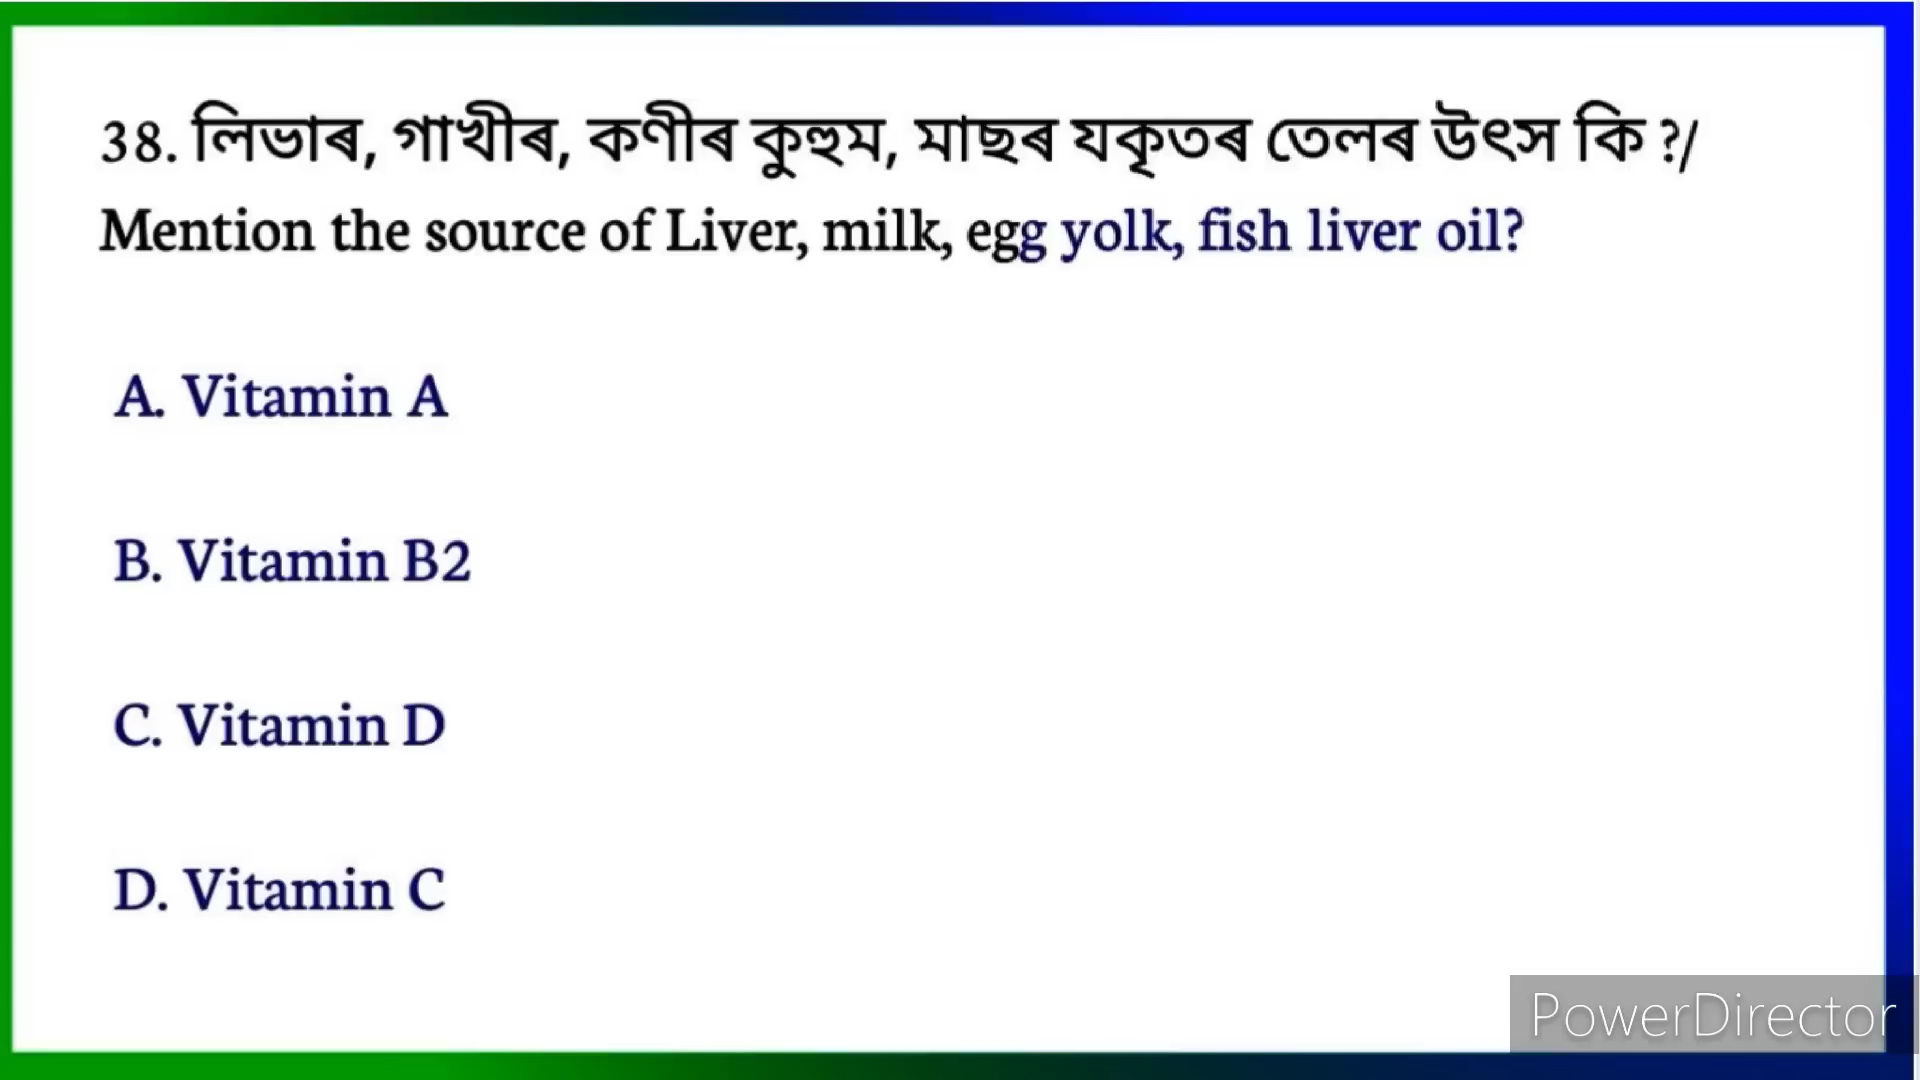 38. লিভাৰ, গাখীৰ, কণীৰ কুহুম, মাছৰ যকৃতৰ তেলৰ উৎস কি ?/
Mention the source of Liver, milk, egg yolk, fish liver oil?
A. Vitamin A
B. Vitamin B2
C. Vitamin D
D. Vitamin C
PowerDirector